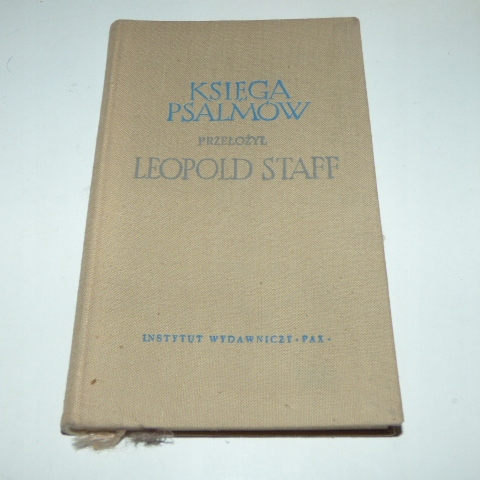 KSIĘGA
PSALMÓW
PRZEŁOŻYŁ
LEOPOLD STAFF
INSTYTUT WYDAWNICZY · PAX ·